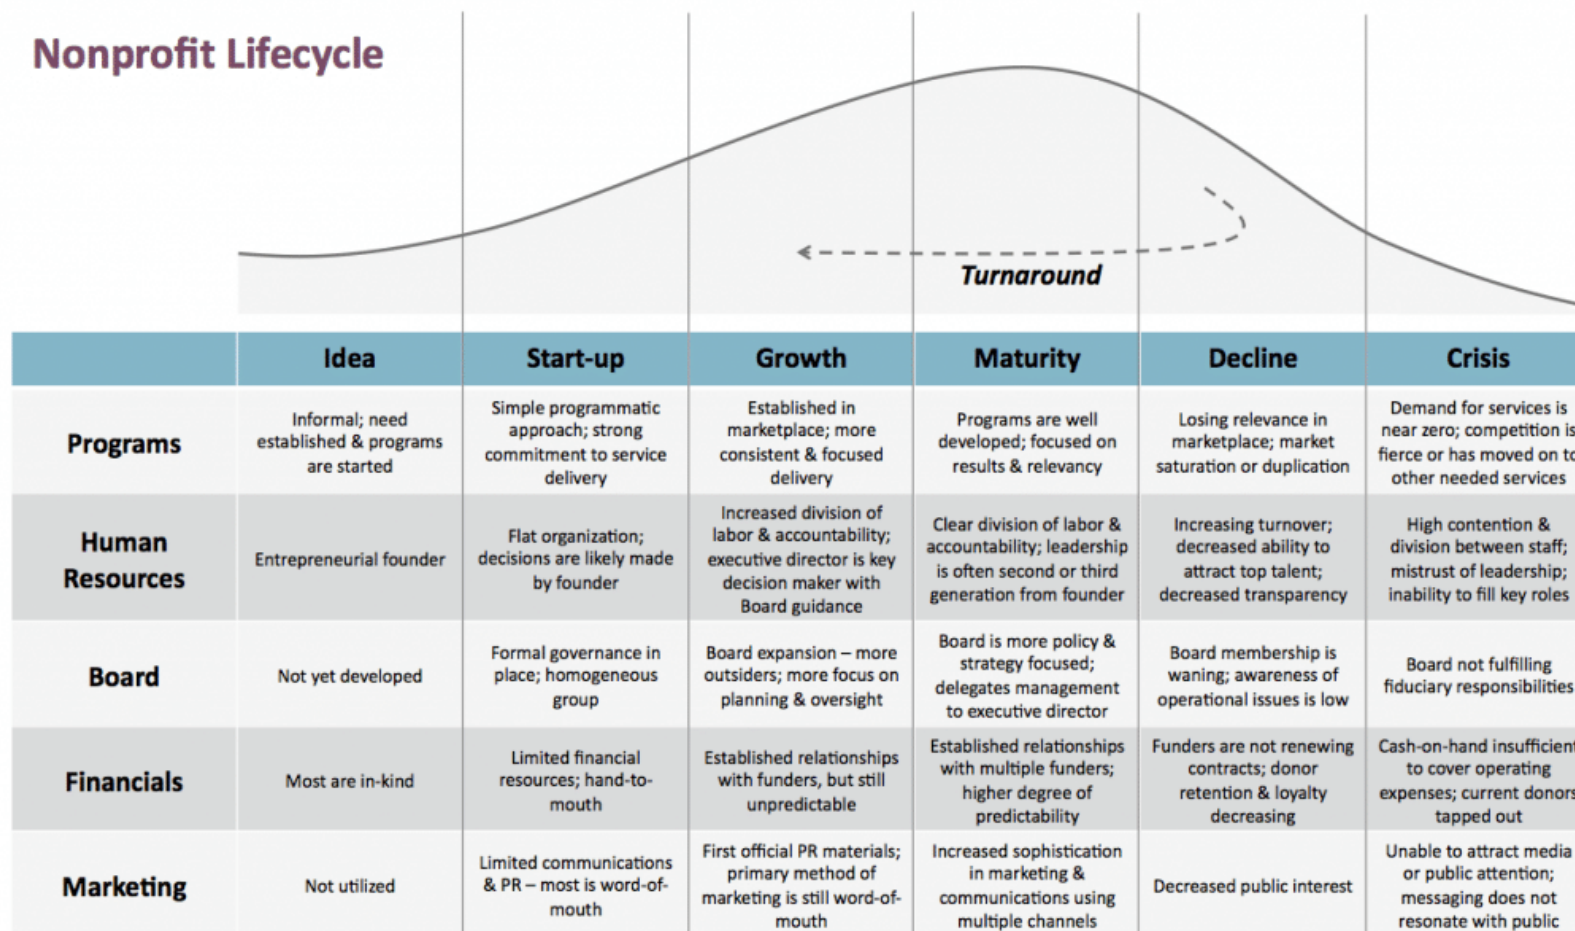 Nonprofit Lifecycle
Turnaround
Idea
Start-up
Growth
Maturity
Decline
Crisis
Programs
Informal; need
established & programs
are started
Simple programmatic
approach; strong
commitment to service
delivery
Established in
marketplace; more
consistent & focused
delivery
Programs are well
developed; focused on
results & relevancy
Losing relevance in
marketplace; market
saturation or duplication
Demand for services is
near zero; competition is
fierce or has moved on to
other needed services
Human
Resources
Entrepreneurial founder
Flat organization;
decisions are likely made
by founder
Increased division of
labor & accountability;
executive director is key
decision maker with
Board guidance
Clear division of labor &
accountability; leadership
is often second or third
generation from founder
Increasing turnover;
decreased ability to
attract top talent;
decreased transparency
High contention &
division between staff;
mistrust of leadership;
inability to fill key roles
Board
Not yet developed
Formal governance in
place; homogeneous
group
Board expansion – more
outsiders; more focus on
planning & oversight
Board is more policy &
strategy focused;
delegates management
to executive director
Board membership is
waning; awareness of
operational issues is low
Board not fulfilling
fiduciary responsibilities
Financials
Most are in-kind
Limited financial
resources; hand-to-
mouth
Established relationships
with funders, but still
unpredictable
Established relationships
with multiple funders;
higher degree of
predictability
Funders are not renewing
contracts; donor
retention & loyalty
decreasing
Cash-on-hand insufficient
to cover operating
expenses; current donors
tapped out
Marketing
Not utilized
Limited communications
& PR – most is word-of-
mouth
First official PR materials;
primary method of
marketing is still word-of-
mouth
Increased sophistication
in marketing &
communications using
multiple channels
Decreased public interest
Unable to attract media
or public attention;
messaging does not
resonate with public